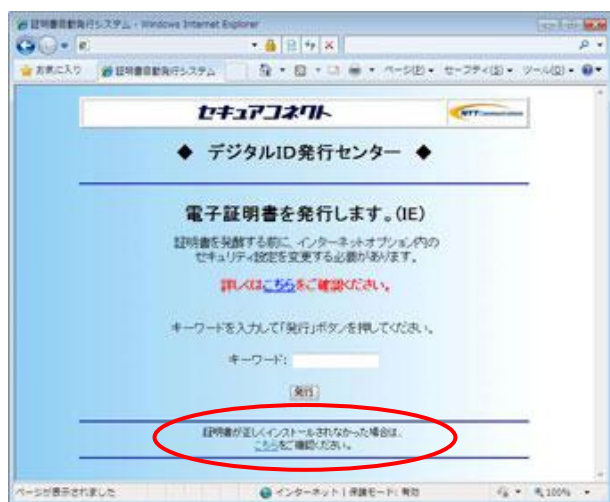 証明書自動発行システム - Windows Internet Explorer
お気に入り 証明書自動発行システム ページ(P) セーフティ(S) ツール(O)
セキュアコネクト
NTT Communications
◆ デジタルID発行センター ◆
電子証明書を発行します。(IE)
証明書を発酵する前に、インターネットオプション内の
セキュリティ設定を変更する必要があります。
詳しくはこちらをご確認ください。
キーワードを入力して「発行」ボタンを押してください。
キーワード:
発行
証明書が正しくインストールされなかった場合は、
こちらをご確認ください。
ページが表示されました インターネット | 保護モード: 有効 100%